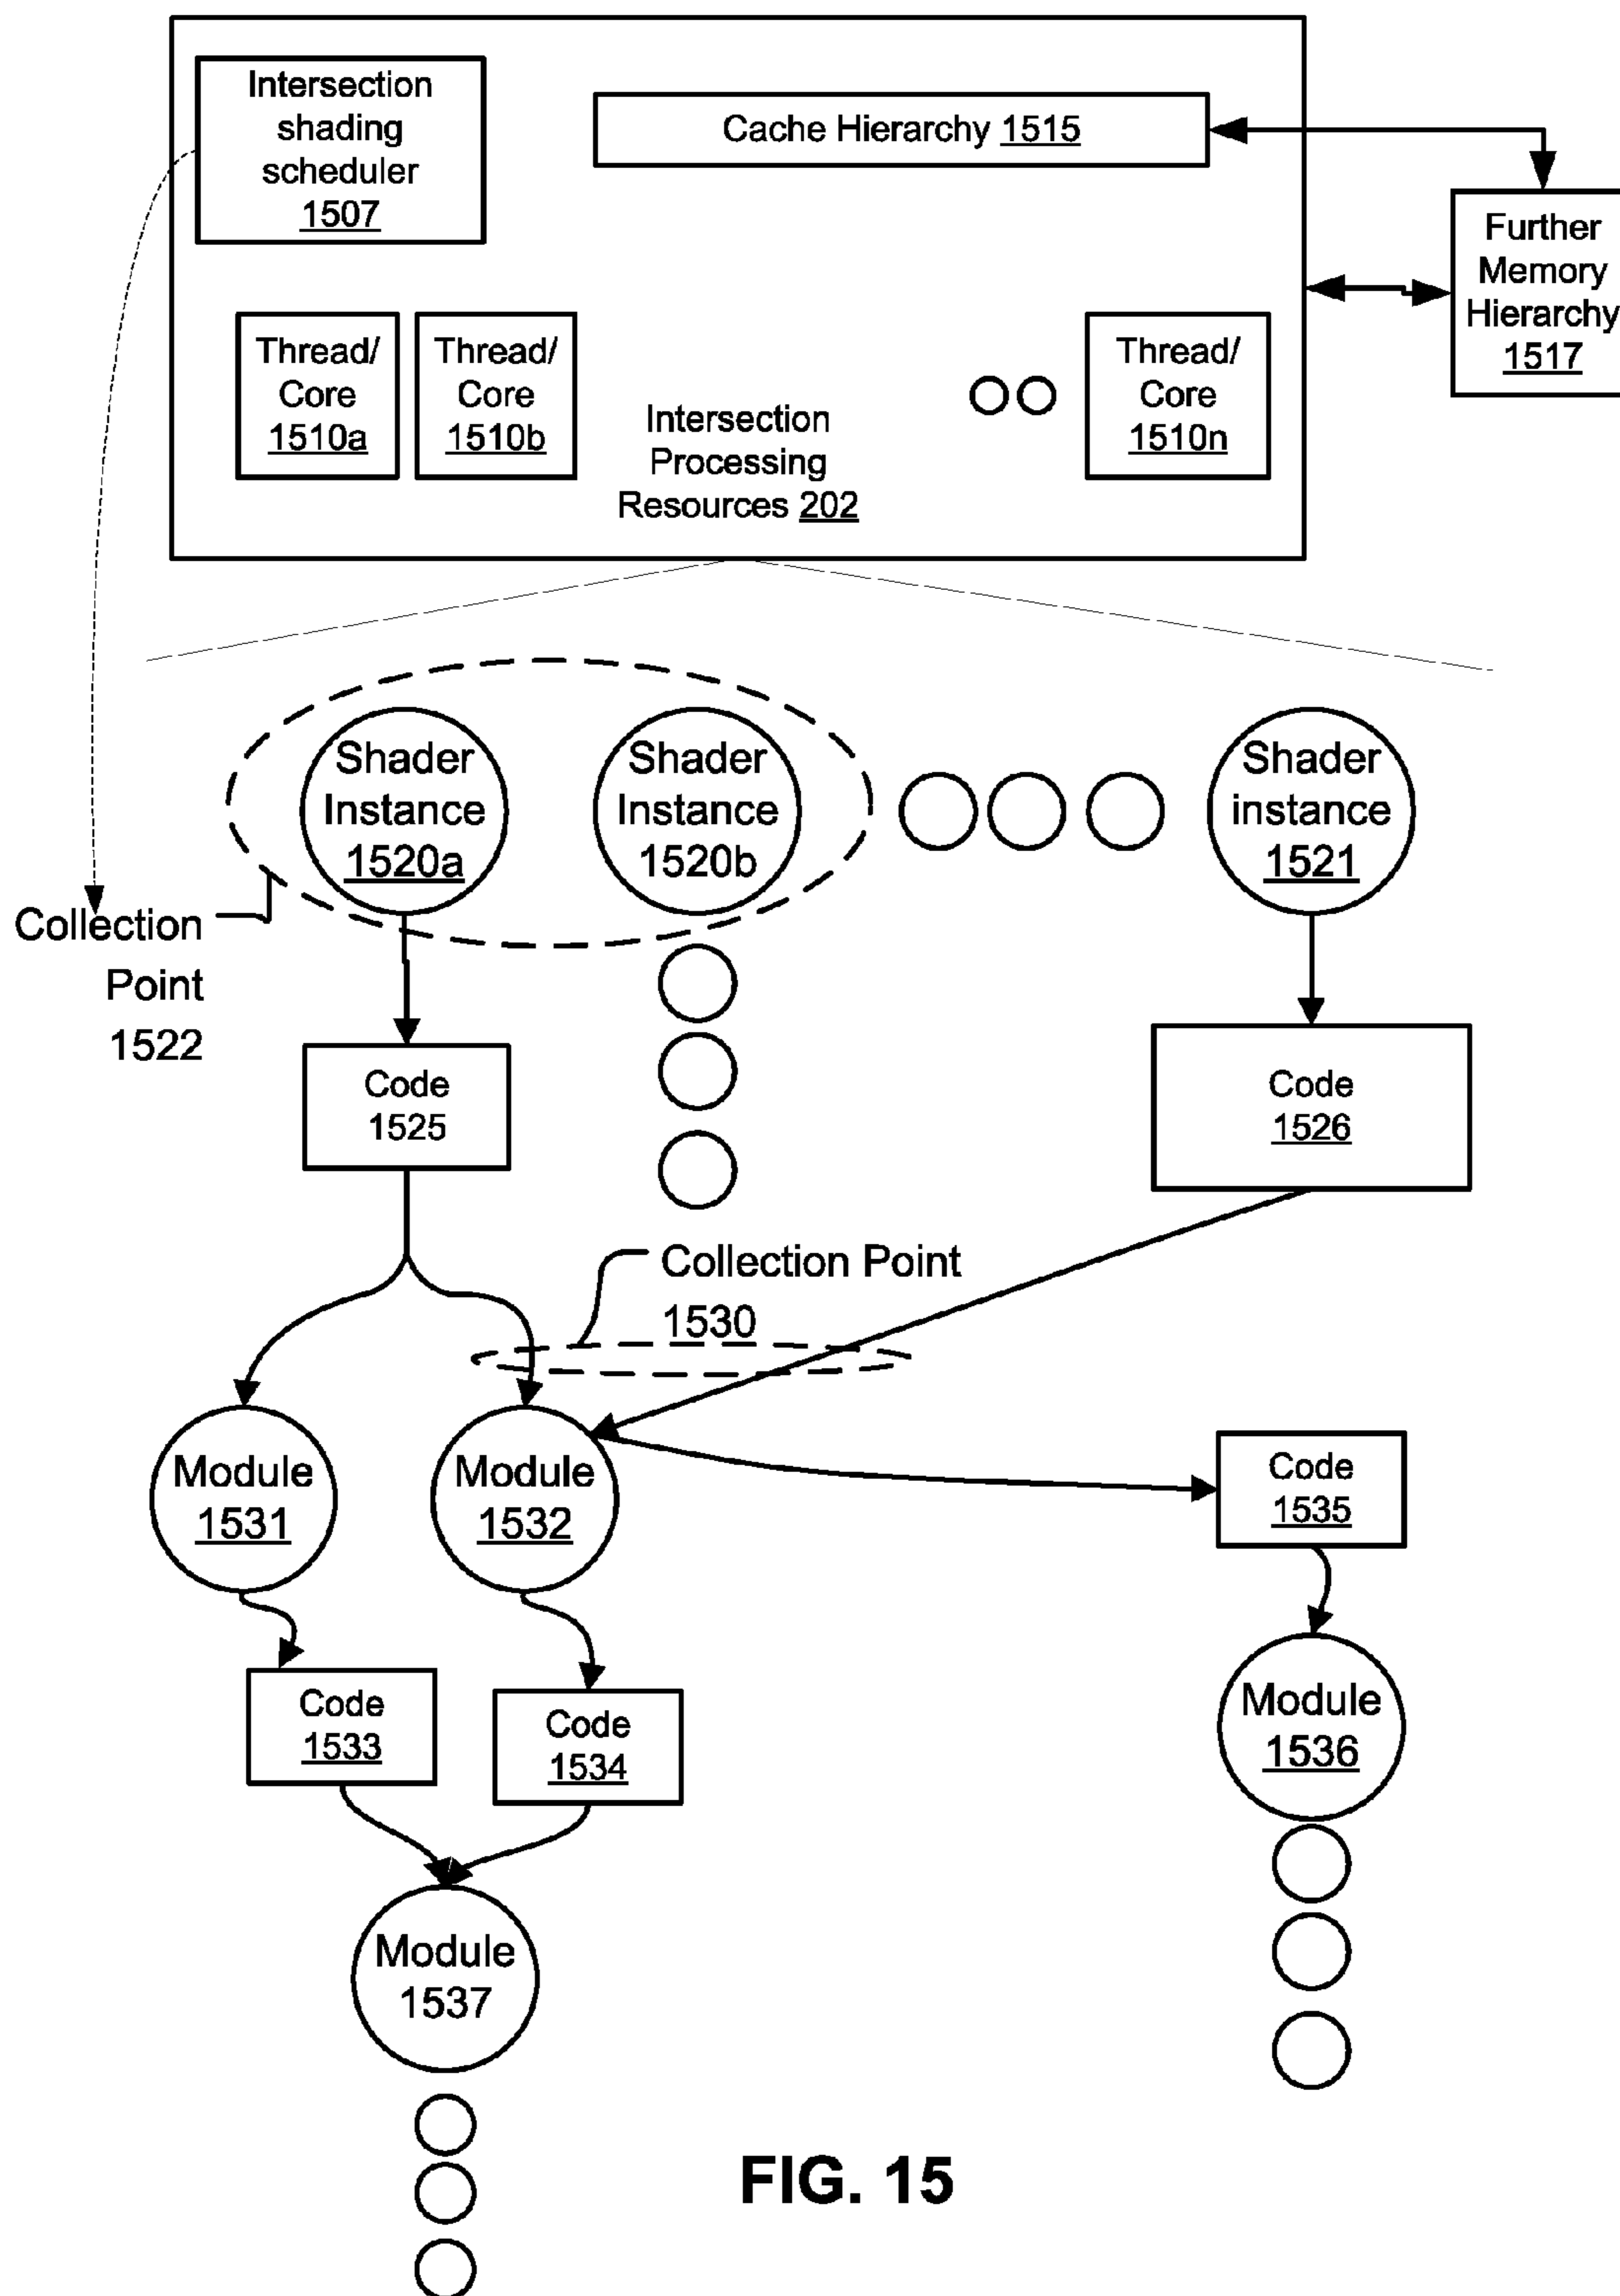 Intersection
shading
scheduler
1507
Cache Hierarchy 1515
Further
Memory
Hierarchy
1517
Thread/
Core
1510a
Thread/
Core
1510b
Thread/
Core
1510n
Intersection
Processing
Resources 202
Shader
Instance
1520a
Shader
Instance
1520b
Shader
instance
1521
Collection
Point
1522
Code
1525
Code
1526
Collection Point
1530
Module
1531
Module
1532
Code
1535
Code
1533
Code
1534
Module
1536
Module
1537
FIG. 15